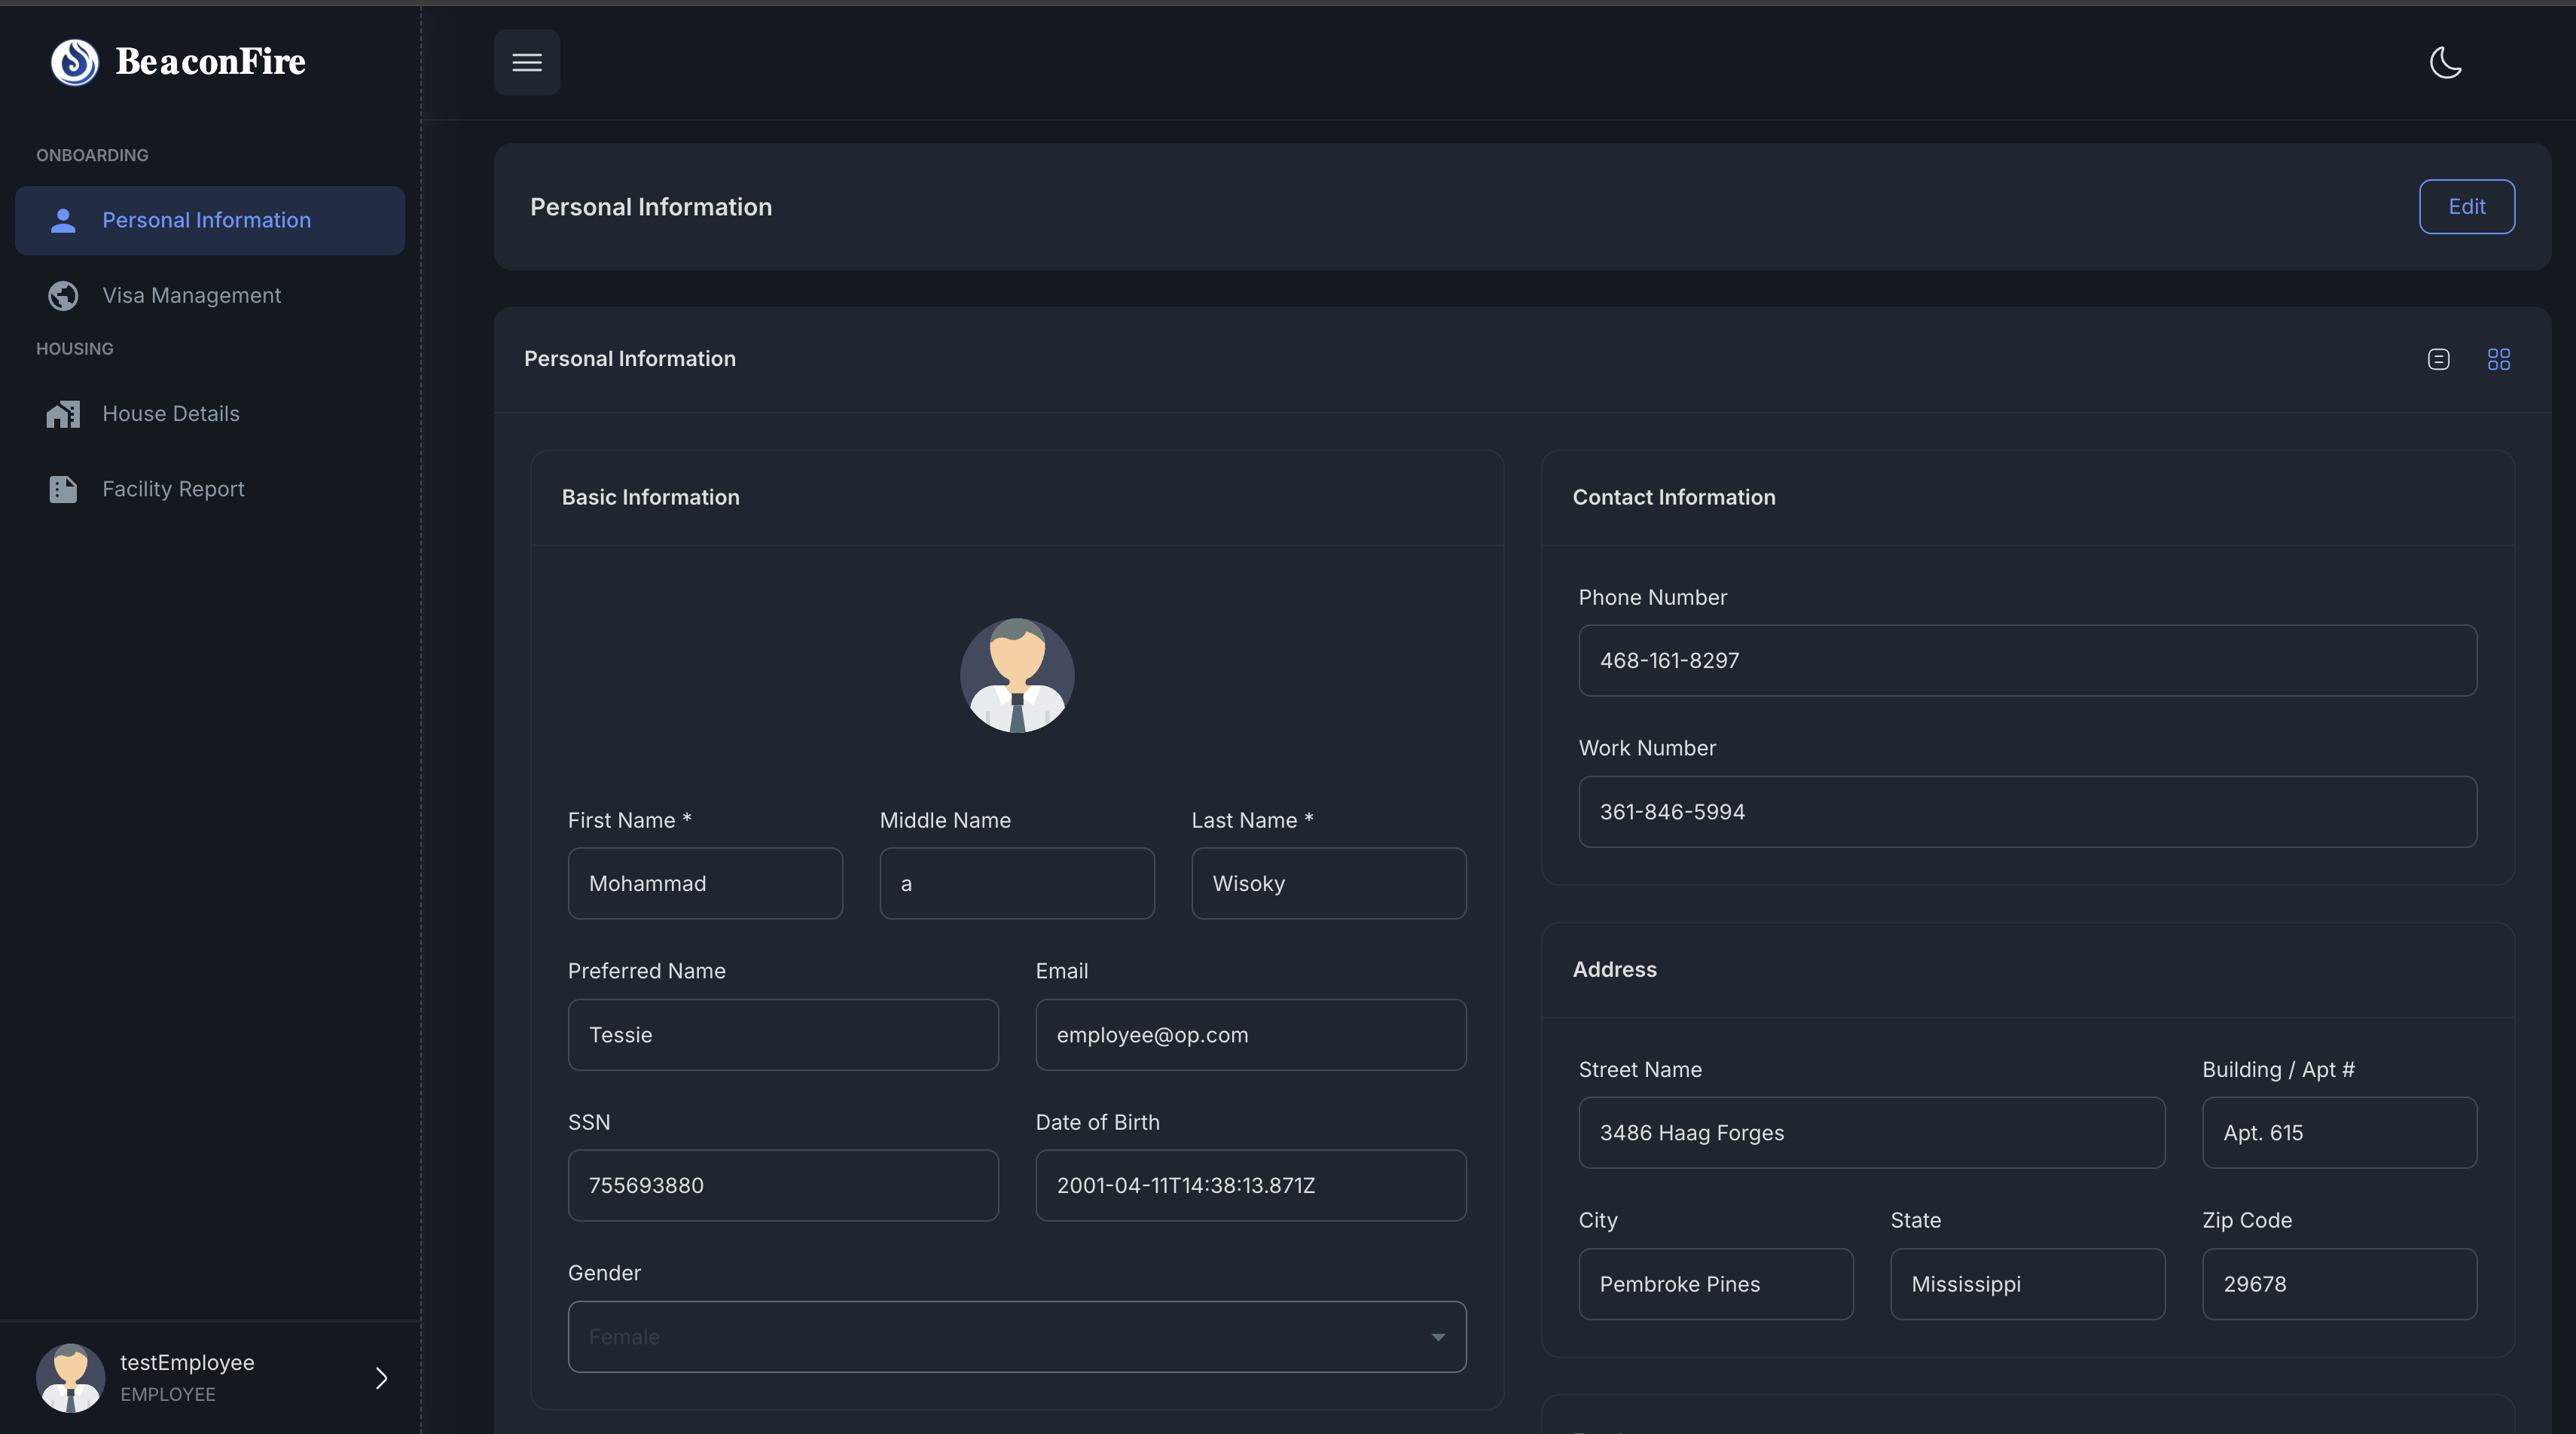 BeaconFire
ONBOARDING
Personal Information
Visa Management
HOUSING
House Details
Facility Report
testEmployee
EMPLOYEE
Personal Information
Edit
Personal Information
Basic Information
First Name *
Middle Name
Last Name *
Mohammad
a
Wisoky
Preferred Name
Email
Tessie
employee@op.com
SSN
Date of Birth
755693880
2001-04-11T14:38:13.871Z
Gender
Female
Contact Information
Phone Number
468-161-8297
Work Number
361-846-5994
Address
Street Name
Building / Apt #
3486 Haag Forges
Apt. 615
City
State
Zip Code
Pembroke Pines
Mississippi
29678